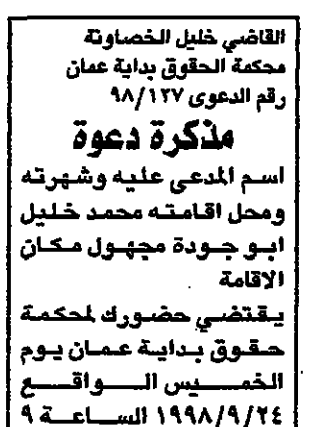 القاضي خليل الخصاونة
محكمة الحقوق بداية عمان
رقم الدعوى ٩٨/١٢٧
مذكرة دعوة
اسم المدعى عليه وشهرته
ومحل اقامته محمد خليل
ابو جودة مجهول مكان
الاقامة
يقتضي حضورك لمحكمة
حقوق بداية عمان يوم
الخميس الواقع
١٩٩٨/٩/٢٤ الساعة ٩